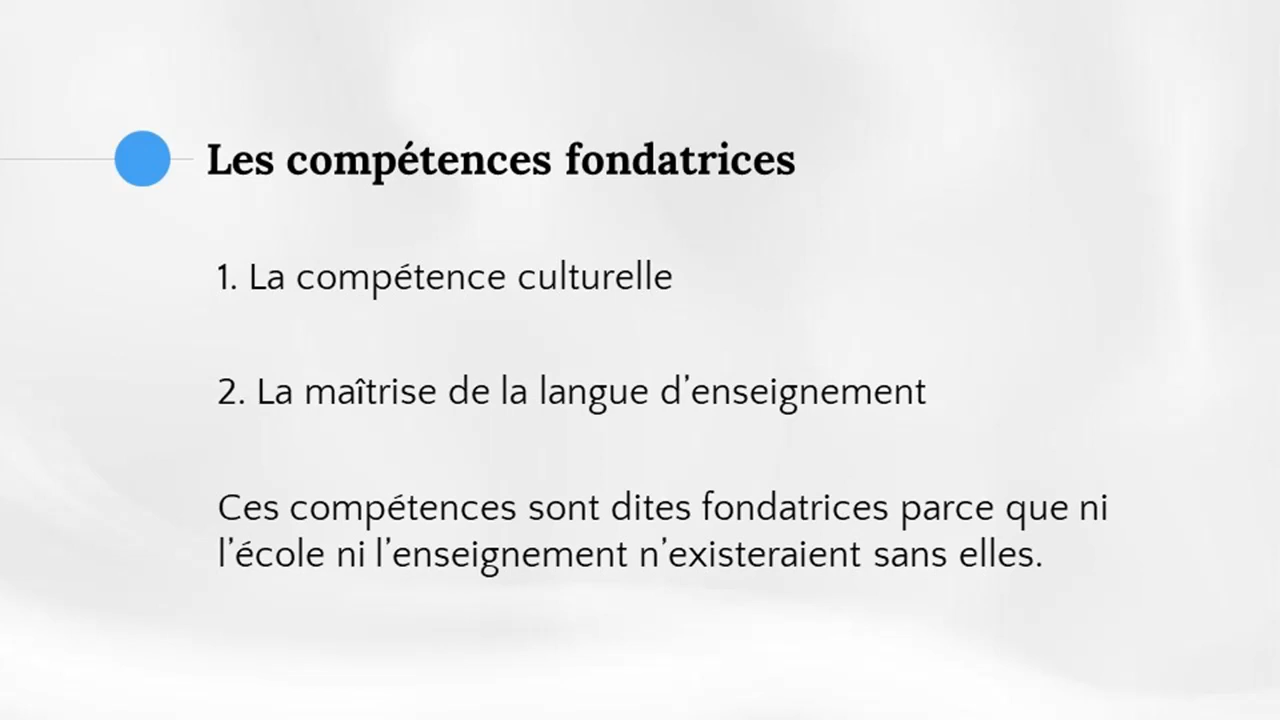 Les compétences fondatrices
1. La compétence culturelle
2. La maîtrise de la langue d’enseignement
Ces compétences sont dites fondatrices parce que ni
l’école ni l’enseignement n’existeraient sans elles.